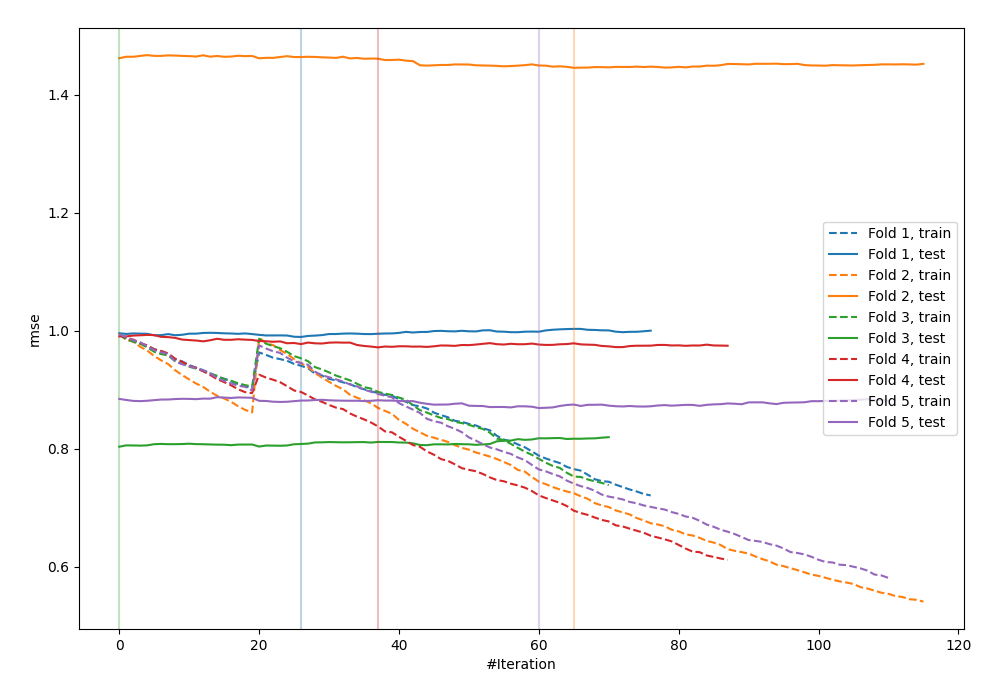 1.4
1.2
1.0
0.8
0.6
rmse
0
20
40
60
80
100
120
#Iteration
Fold 1, train
Fold 1, test
Fold 2, train
Fold 2, test
Fold 3, train
Fold 3, test
Fold 4, train
Fold 4, test
Fold 5, train
Fold 5, test